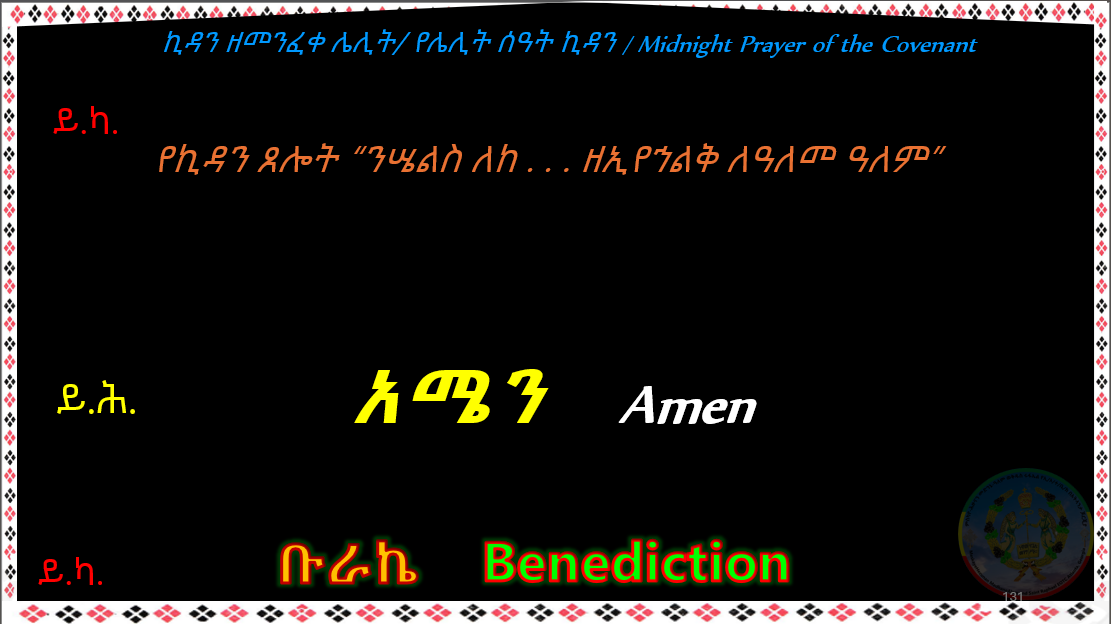 ኪዳን ዘመንፈቀ ሌሊት/ የሌሊት ሰዓት ኪዳን / Midnight Prayer of the Covenant
ይ.ካ.
የኪዳን ጸሎት “ንሤልስ ለከ . . . ዘኢየኀልቅ ለዓለመ ዓለም”
ይ.ሕ. አሜን Amen
ይ.ካ. ቡራኬ Benediction
131